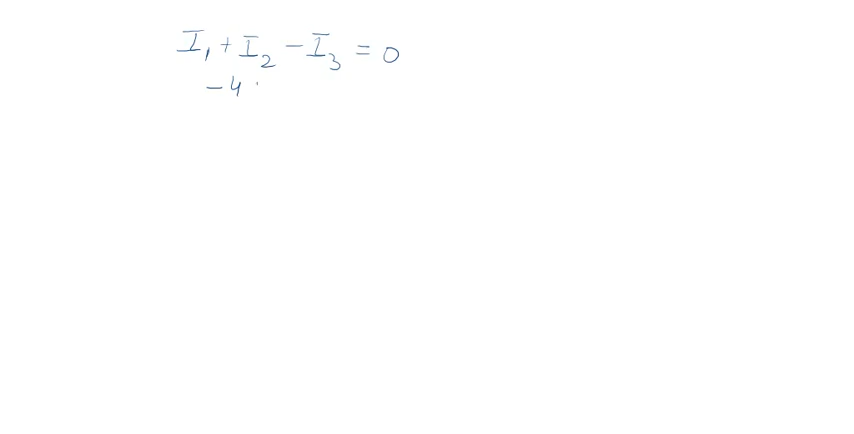 I₁ + I₂ - I₃ = 0
-4